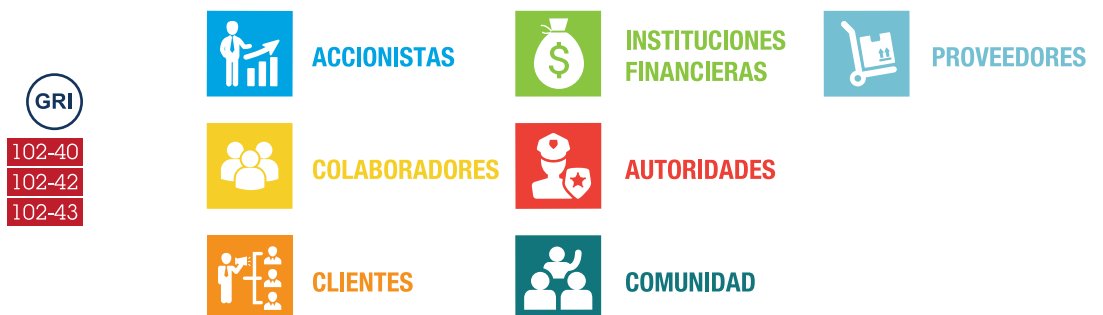 GRI
102-40
102-42
102-43
ACCIONISTAS
COLABORADORES
CLIENTES
$
INSTITUCIONES
FINANCIERAS
AUTORIDADES
COMUNIDAD
PROVEEDORES